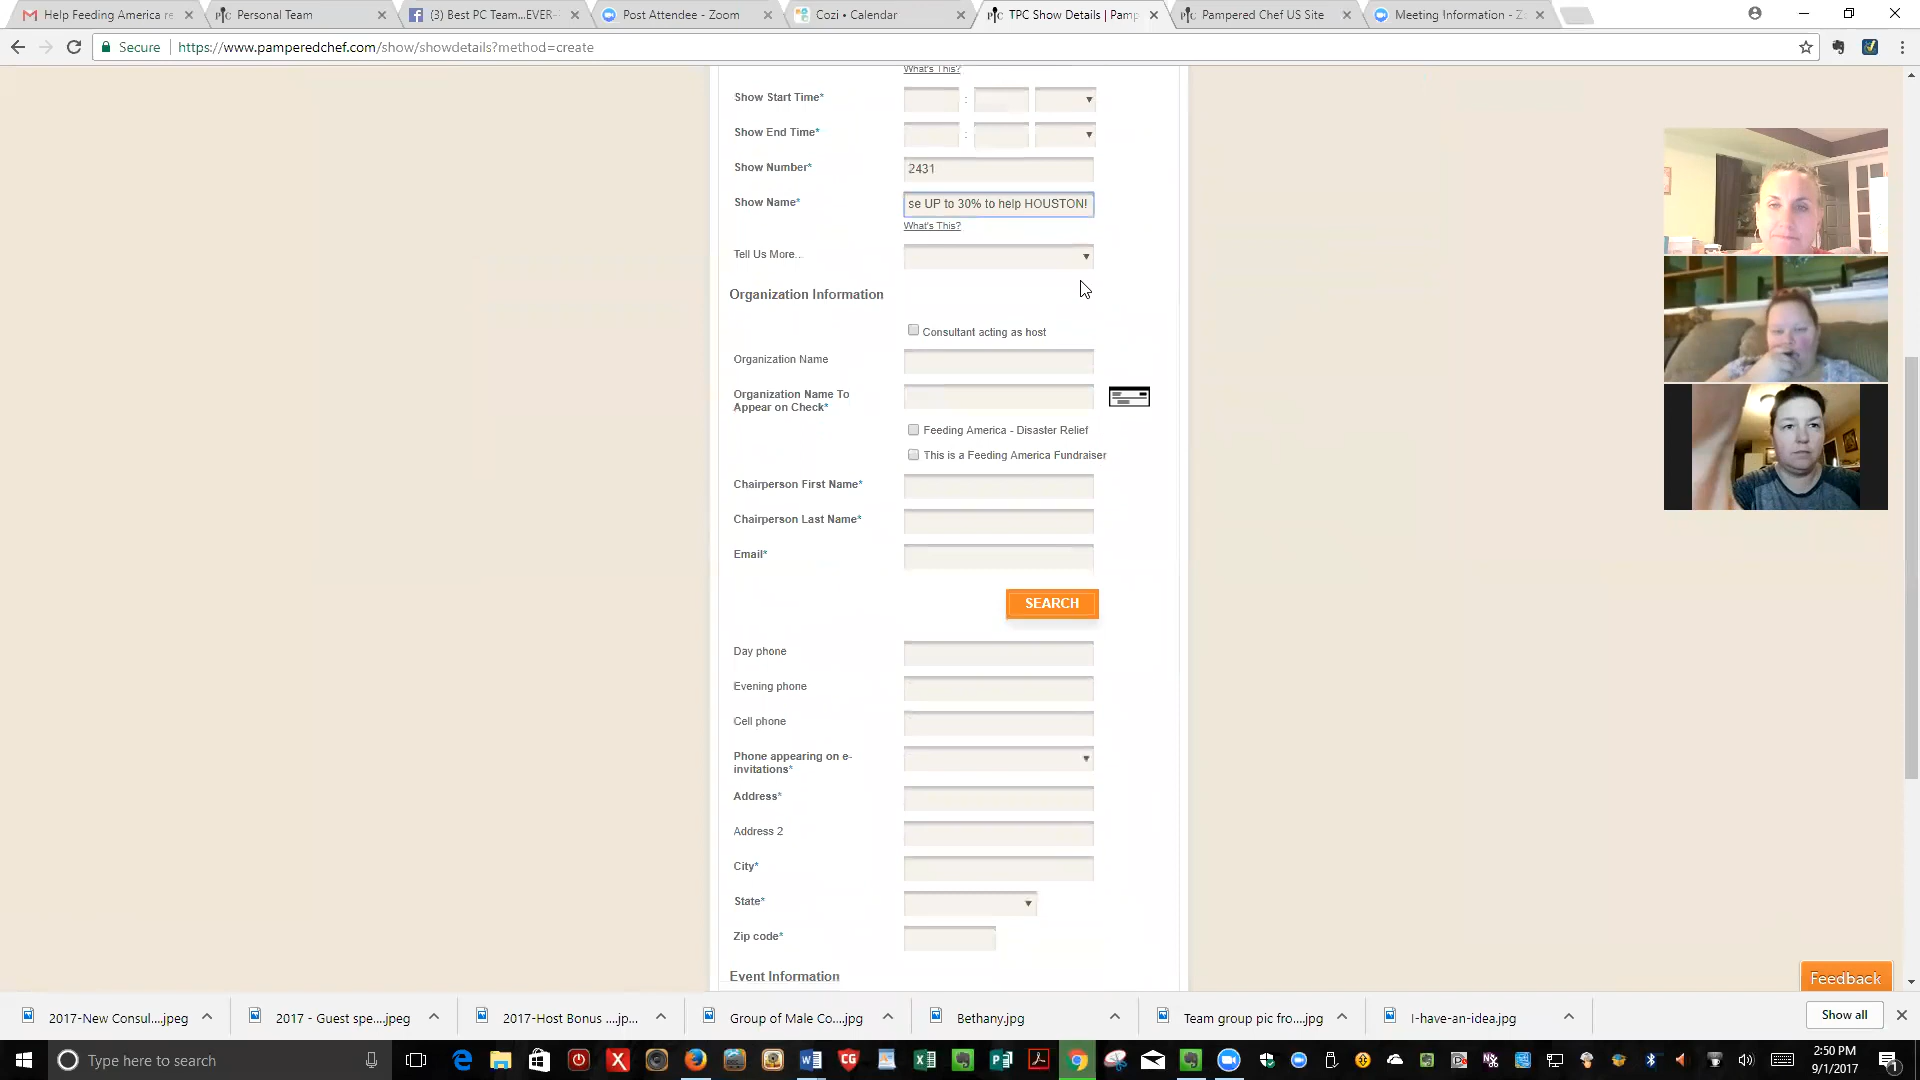 Help Feeding America re
Personal Team
(3) Best PC Team...EVER-
Post Attendee - Zoom
Cozi • Calendar
TPC Show Details | Pamp
Pampered Chef US Site
Meeting Information - Z
Secure
https://www.pamperedchef.com/show/showdetails?method=create
What's This?
Show Start Time*
:
Show End Time*
:
Show Number*
2431
Show Name*
se UP to 30% to help HOUSTON!
What's This?
Tell Us More...
Organization Information
Consultant acting as host
Organization Name
Organization Name To
Appear on Check*
Feeding America - Disaster Relief
This is a Feeding America Fundraiser
Chairperson First Name*
Chairperson Last Name*
Email*
SEARCH
Day phone
Evening phone
Cell phone
Phone appearing on e-
invitations*
Address*
Address 2
City*
State*
Zip code*
Event Information
Feedback
2017-New Consul....jpeg
2017 - Guest spe....jpeg
2017-Host Bonus ....jp...
Group of Male Co....jpg
Bethany.jpg
Team group pic fro....jpg
I-have-an-idea.jpg
Show all
Type here to search
2:50 PM
9/1/2017